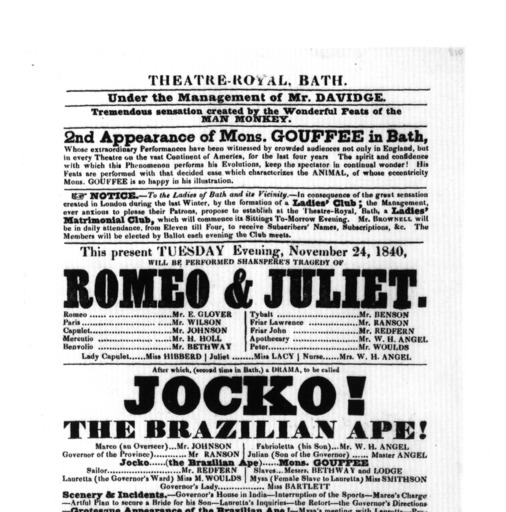 THEATRE-ROYAL, BATH.
Under the Management of Mr. DAVIDGE.
Tremendous sensation created by the Wonderful Feats of the
MAN MONKEY.
2nd Appearance of Mons. GOUFFEE in Bath,
Whose extraordinary Performances have been witnessed by crowded audiences not only in England, but
in every Theatre on the vast Continent of America, for the last four years The spirit and confidence
with which this Phenomenon performs his Evolutions, keep the spectator in continual wonder! His
Feats are performed with that decided ease which characterizes the ANIMAL, of whose eccentricity
Mons. GOUFFEE is so happy in his illustration.
☞ NOTICE.—To the Ladies of Bath and its Vicinity.—In consequence of the great sensation
created in London during the last Winter, by the formation of a Ladies' Club; the Management,
ever anxious to please their Patrons, propose to establish at the Theatre-Royal, Bath, a Ladies'
Matrimonial Club, which will commence its Sittings To-Morrow Evening. Mr. BROWNELL will
be in daily attendance, from Eleven till Four, to receive Subscribers' Names, Subscriptions, &c. The
Members will be elected by Ballot each evening the Club meets.
This present TUESDAY Evening, November 24, 1840,
WILL BE PERFORMED SHAKSPERE'S TRAGEDY OF
ROMEO & JULIET.
Romeo ..... Mr. E. GLOVER | Tybalt ..... Mr. BENSON
Paris ..... Mr. WILSON | Friar Lawrence ..... Mr. RANSON
Capulet ..... Mr. JOHNSON | Friar John ..... Mr. REDFERN
Mercutio ..... Mr. H. HOLL | Apothecary ..... Mr. W. H. ANGEL
Benvolio ..... Mr. BETHWAY | Peter ..... Mr. WOULDS
Lady Capulet.....Miss HIBBERD | Juliet .....Miss LACY | Nurse.....Mrs. W. H. ANGEL
After which, (second time in Bath,) a DRAMA, to be called
JOCKO!
THE BRAZILIAN APE!
Marco (an Overseer)...Mr. JOHNSON | Fabrioletta (his Son)...Mr. W. H. ANGEL
Governor of the Province)...........Mr RANSON | Julian (Son of the Governor) ..... Master ANGEL
Jocko.....(the Brazilian Ape).....Mons. GOUFFEE
Sailor............Mr. REDFERN | Slaves...Messrs. BETHWAY and LODGE
Lauretta (the Governor's Ward) Miss M. WOULDS | Mysa (Female Slave to Lauretta) Miss SMITHSON
Governor's Lady............Miss BARTLETT
Scenery & Incidents.—Governor's House in India—Interruption of the Sports—Marco's Charge
—Artful Plan to secure a Bride for his Son—Lauretta's Inquiries—the Retort—the Governor's Directions
—Grotesque Appearance of the Brazilian Ape!—Mysa's meeting with Lauretta—